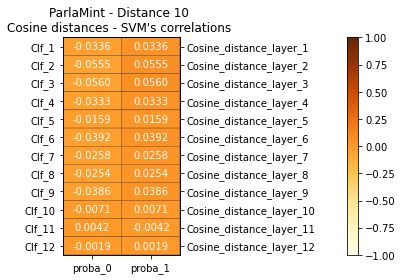 ParlaMint - Distance 10
Cosine distances - SVM's correlations
Clf_1 -0.0336 0.0336 Cosine_distance_layer_1
Clf_2 -0.0555 0.0555 Cosine_distance_layer_2
Clf_3 -0.0560 0.0560 Cosine_distance_layer_3
Clf_4 -0.0333 0.0333 Cosine_distance_layer_4
Clf_5 -0.0159 0.0159 Cosine_distance_layer_5
Clf_6 -0.0392 0.0392 Cosine_distance_layer_6
Clf_7 -0.0258 0.0258 Cosine_distance_layer_7
Clf_8 -0.0254 0.0254 Cosine_distance_layer_8
Clf_9 -0.0386 0.0386 Cosine_distance_layer_9
Clf_10 -0.0071 0.0071 Cosine_distance_layer_10
Clf_11 0.0042 -0.0042 Cosine_distance_layer_11
Clf_12 -0.0019 0.0019 Cosine_distance_layer_12
proba_0 proba_1
1.00
0.75
0.50
0.25
0.00
−0.25
−0.50
−0.75
−1.00